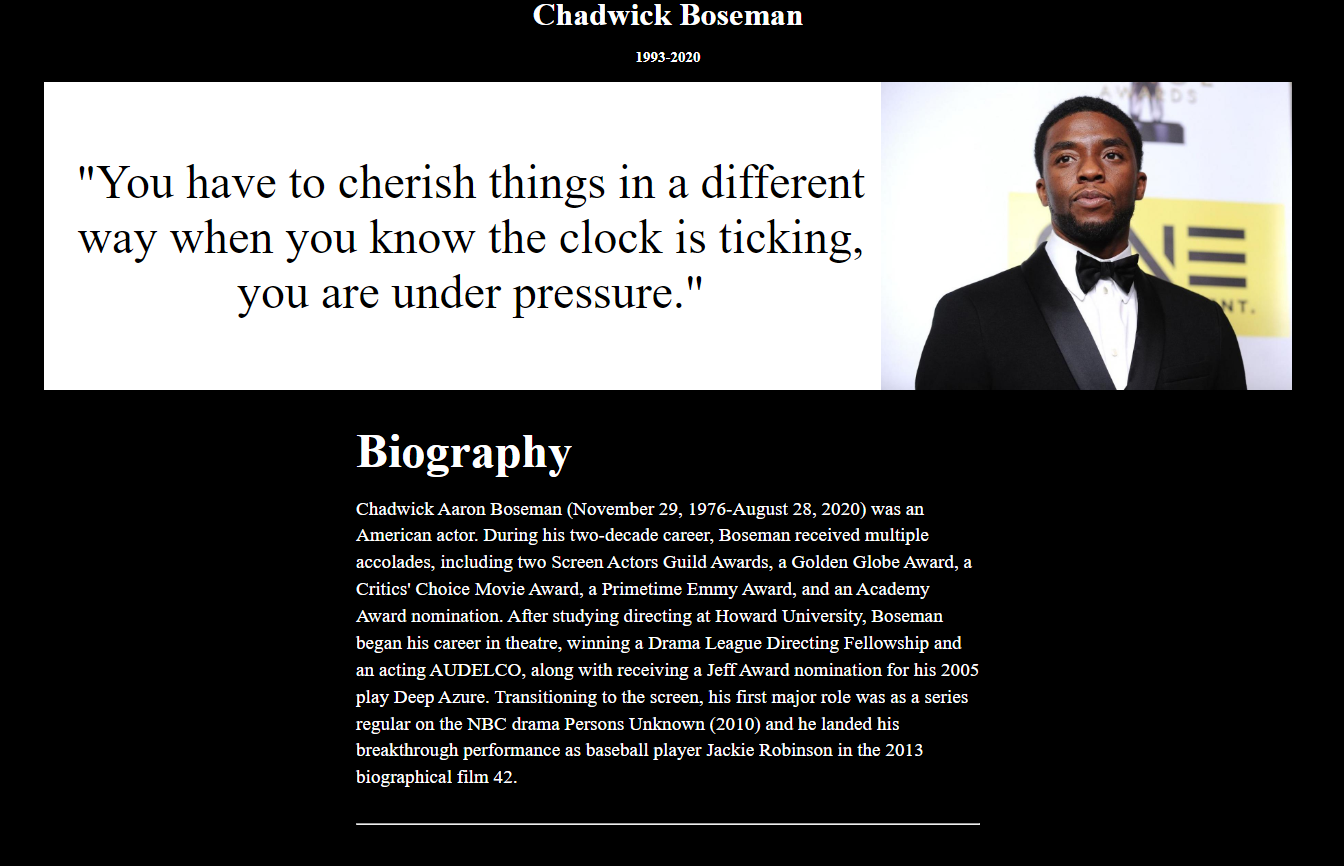 Chadwick Boseman
1993-2020
"You have to cherish things in a different
way when you know the clock is ticking,
you are under pressure."
AWARDS
NE
NT.
Biography
Chadwick Aaron Boseman (November 29, 1976-August 28, 2020) was an
American actor. During his two-decade career, Boseman received multiple
accolades, including two Screen Actors Guild Awards, a Golden Globe Award, a
Critics' Choice Movie Award, a Primetime Emmy Award, and an Academy
Award nomination. After studying directing at Howard University, Boseman
began his career in theatre, winning a Drama League Directing Fellowship and
an acting AUDELCO, along with receiving a Jeff Award nomination for his 2005
play Deep Azure. Transitioning to the screen, his first major role was as a series
regular on the NBC drama Persons Unknown (2010) and he landed his
breakthrough performance as baseball player Jackie Robinson in the 2013
biographical film 42.